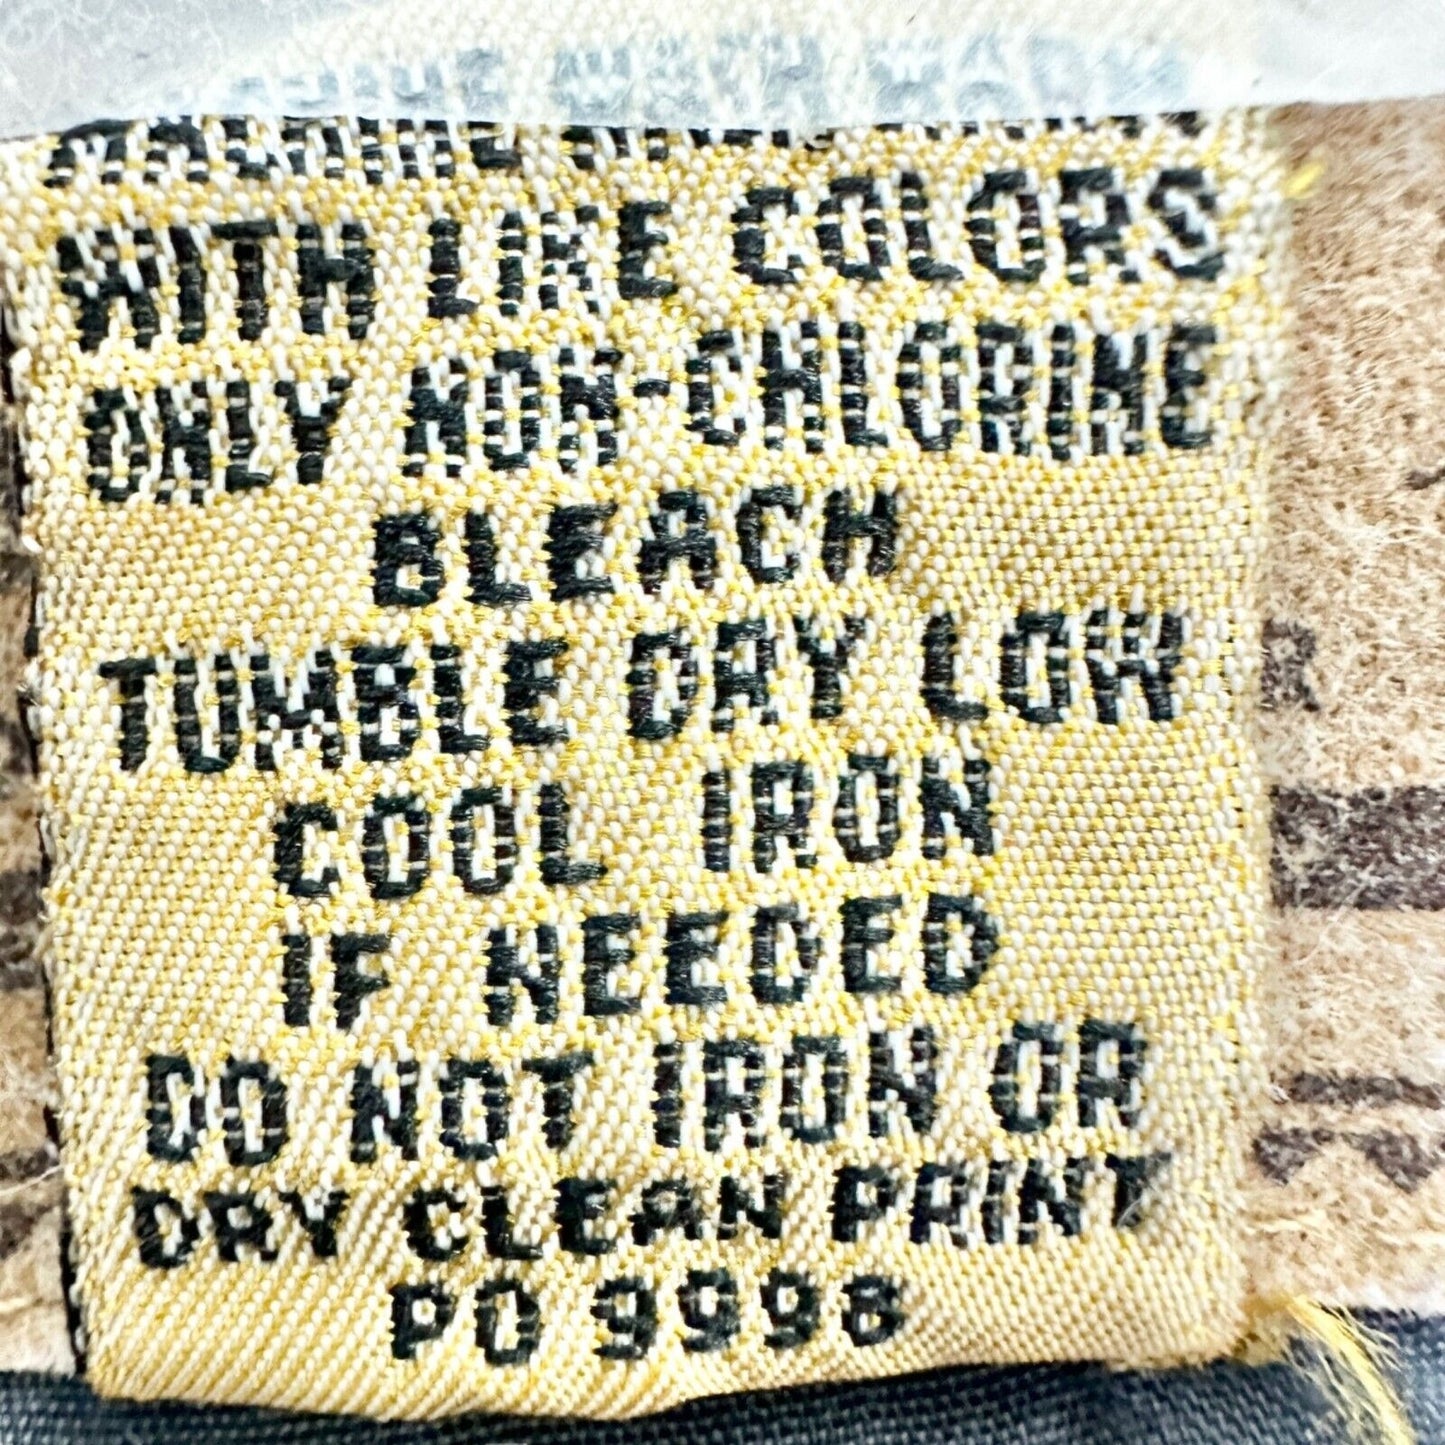 WITH LIKE COLORS
ONLY NON-CHLORINE
BLEACH
TUMBLE DRY LOW
COOL IRON
IF NEEDED
DO NOT IRON OR
DRY CLEAN PRINT
PO 9998